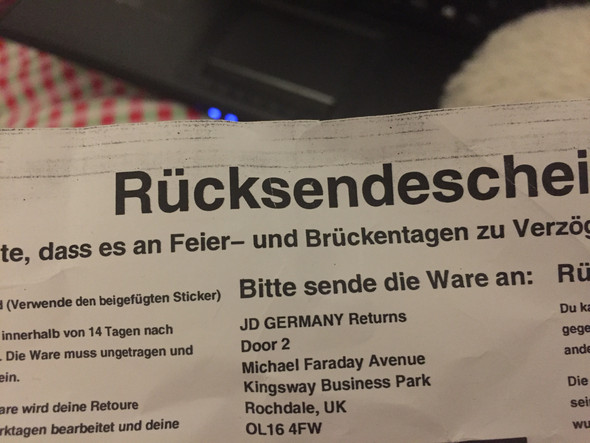 Rücksendeschei
te, dass es an Feier– und Brückentagen zu Verzög
(Verwende den beigefügten Sticker)
innerhalb von 14 Tagen nach
. Die Ware muss ungetragen und
ein.
are wird deine Retoure
rktagen bearbeitet und deine
Bitte sende die Ware an:
JD GERMANY Returns
Door 2
Michael Faraday Avenue
Kingsway Business Park
Rochdale, UK
OL16 4FW
Rü
Du ka
gege
ande
Die
sei
wu